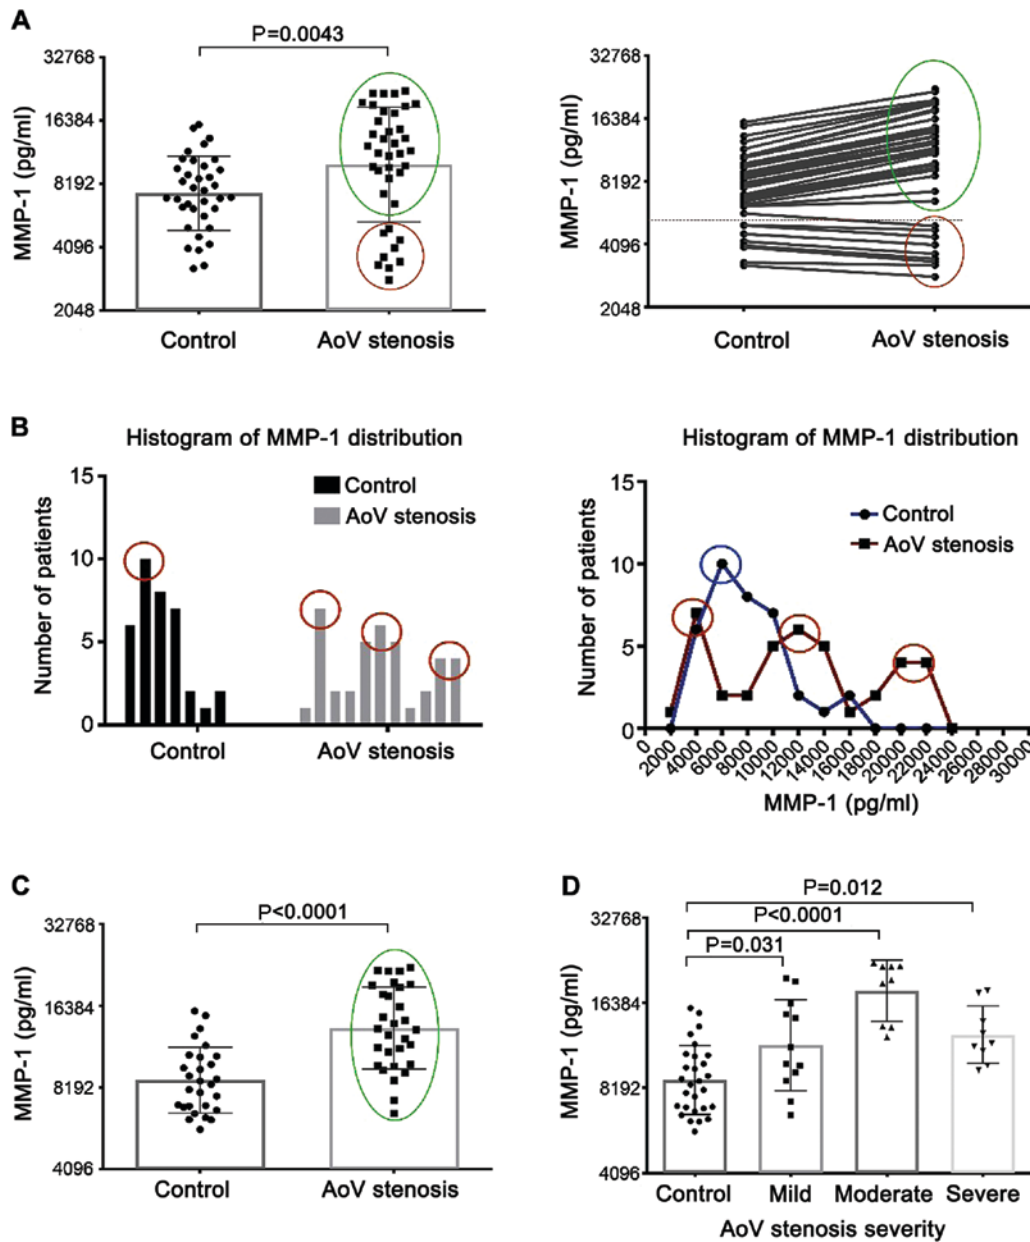 A
P=0.0043
32768
16384
8192
4096
2048
MMP-1 (pg/ml)
Control
AoV stenosis
32768
16384
8192
4096
2048
MMP-1 (pg/ml)
Control
AoV stenosis
B
Histogram of MMP-1 distribution
15
10
5
0
Number of patients
Control
AoV stenosis
Control
AoV stenosis
Histogram of MMP-1 distribution
15
10
5
0
Number of patients
Control
AoV stenosis
0
2000
4000
6000
8000
10000
12000
14000
16000
18000
20000
22000
24000
26000
28000
30000
MMP-1 (pg/ml)
C
P<0.0001
32768
16384
8192
4096
MMP-1 (pg/ml)
Control
AoV stenosis
D
P=0.012
P<0.0001
P=0.031
32768
16384
8192
4096
MMP-1 (pg/ml)
Control
Mild
Moderate
Severe
AoV stenosis severity